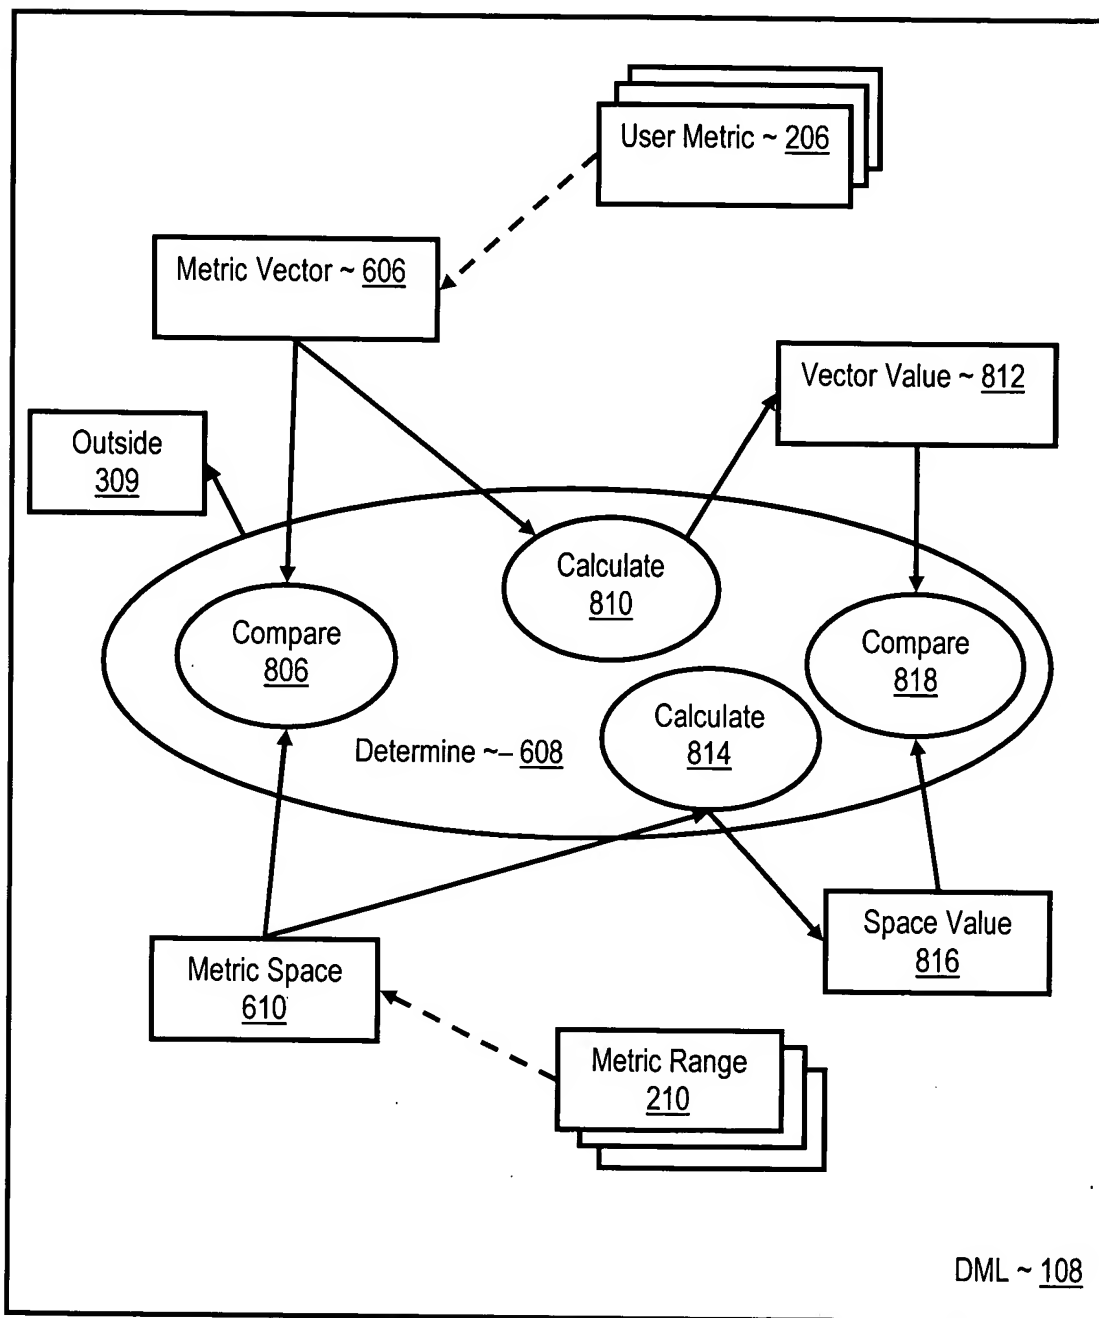 User Metric ~ 206
Metric Vector ~ 606
Vector Value ~ 812
Outside
309
Calculate
810
Compare
806
Compare
818
Calculate
814
Determine ~– 608
Space Value
816
Metric Space
610
Metric Range
210
DML ~ 108